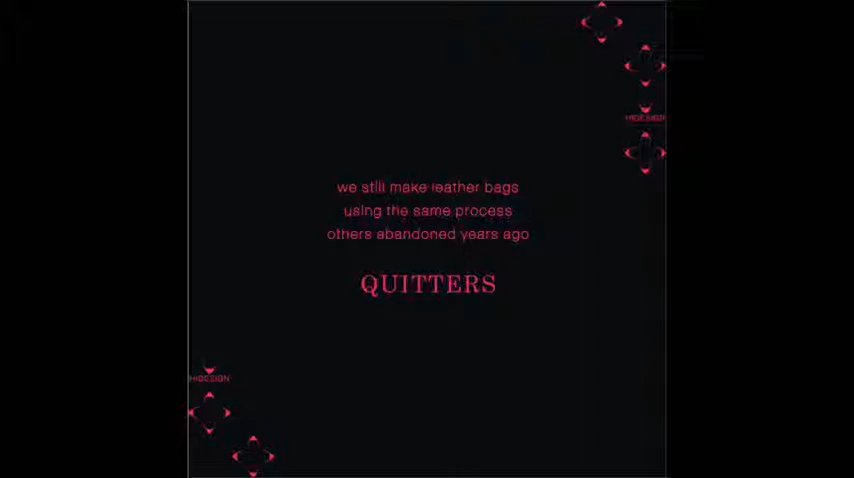 HIDESIGN
we still make leather bags
using the same process
others abandoned years ago
QUITTERS
HIDESIGN